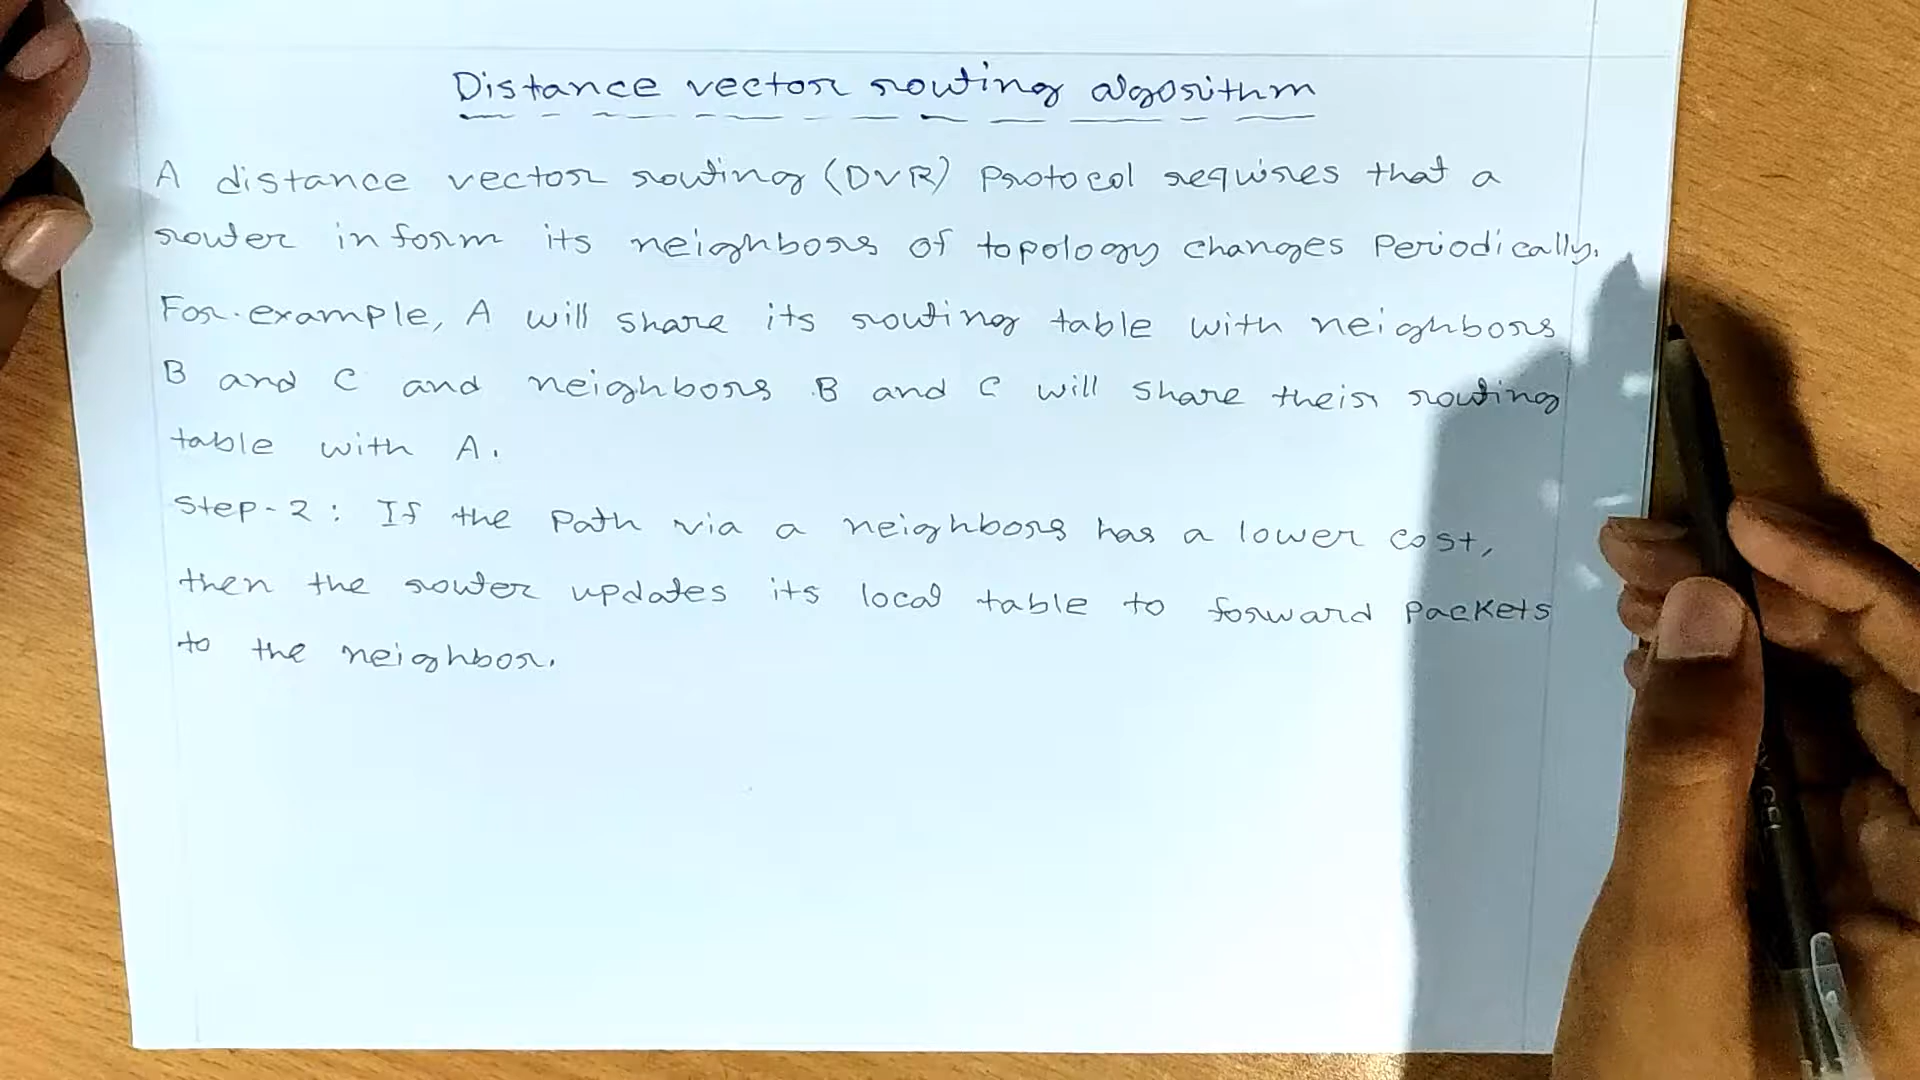 Distance vector routing algorithm
A distance vector routing (DVR) Protocol requires that a
router inform its neighbors of topology changes Periodically.
For example, A will share its routing table with neighbors
B and C and neighbors B and C will share their routing
table with A.
Step-2: If the Path via a neighbors has a lower cost,
then the router updates its local table to forward Packets
to the neighbor.